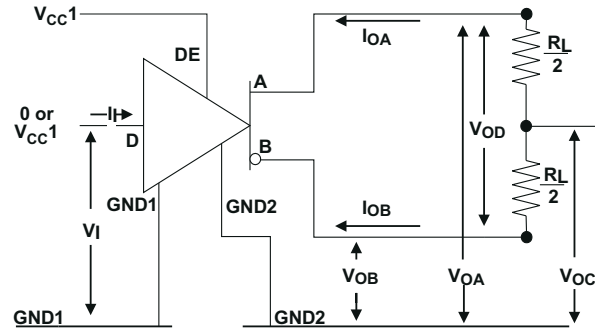 VCC1
DE
IOA
RL
2
A
0 or
VCC1
II
D
B
VOD
GND1
GND2
IOB
RL
2
VI
VOB
VOA
VOC
GND1
GND2